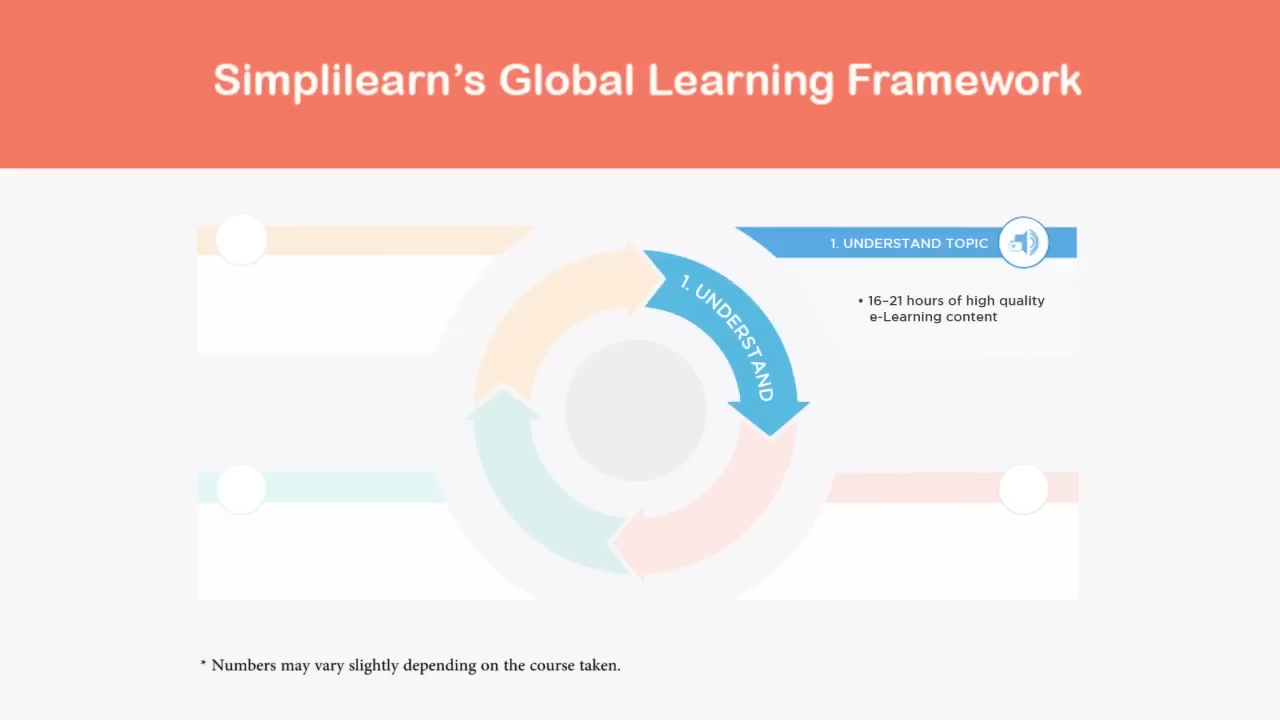 Simplilearn's Global Learning Framework
1. UNDERSTAND TOPIC
1. UNDERSTAND
• 16–21 hours of high quality
e-Learning content
* Numbers may vary slightly depending on the course taken.